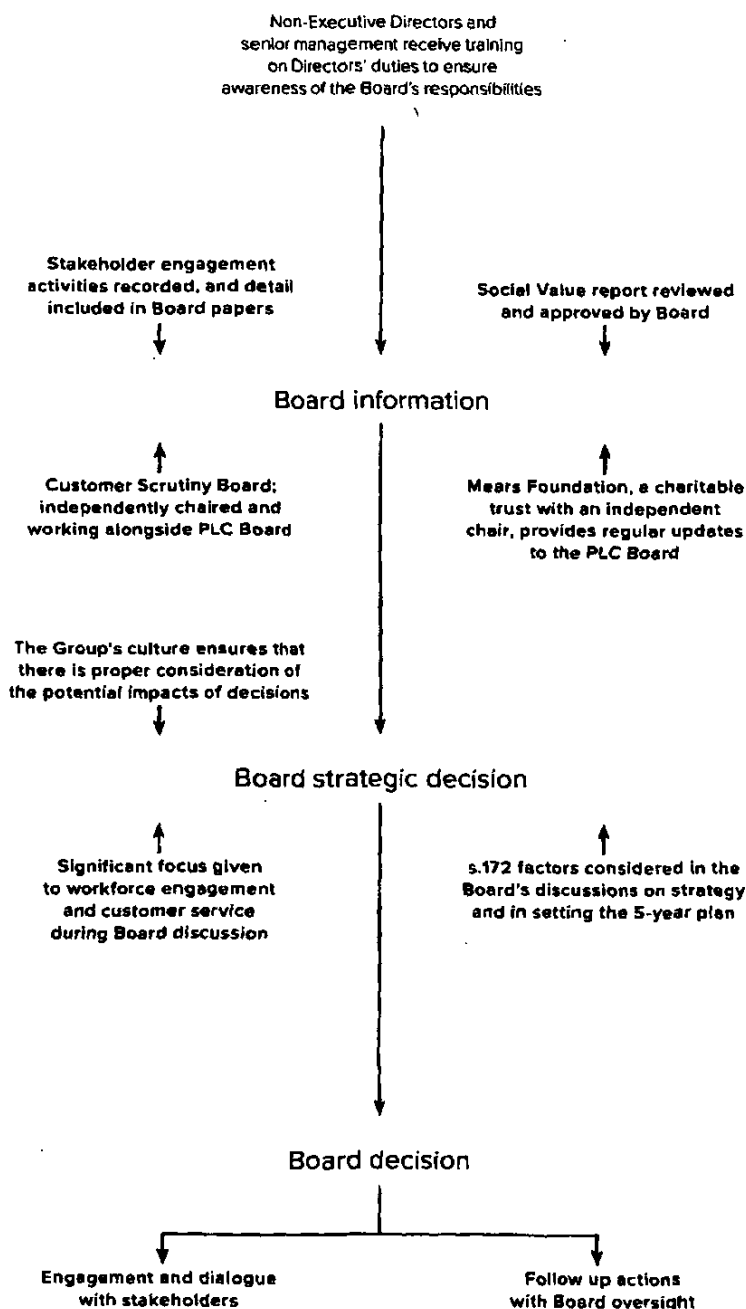 Non-Executive Directors and
senior management receive training
on Directors' duties to ensure
awareness of the Board's responsibilities
Stakeholder engagement
activities recorded, and detail
included in Board papers
Social Value report reviewed
and approved by Board
Board information
Customer Scrutiny Board;
independently chaired and
working alongside PLC Board
Mears Foundation, a charitable
trust with an independent
chair, provides regular updates
to the PLC Board
The Group's culture ensures that
there is proper consideration of
the potential impacts of decisions
Board strategic decision
Significant focus given
to workforce engagement
and customer service
during Board discussion
s.172 factors considered in the
Board's discussions on strategy
and in setting the 5-year plan
Board decision
Engagement and dialogue
with stakeholders
Follow up actions
with Board oversight